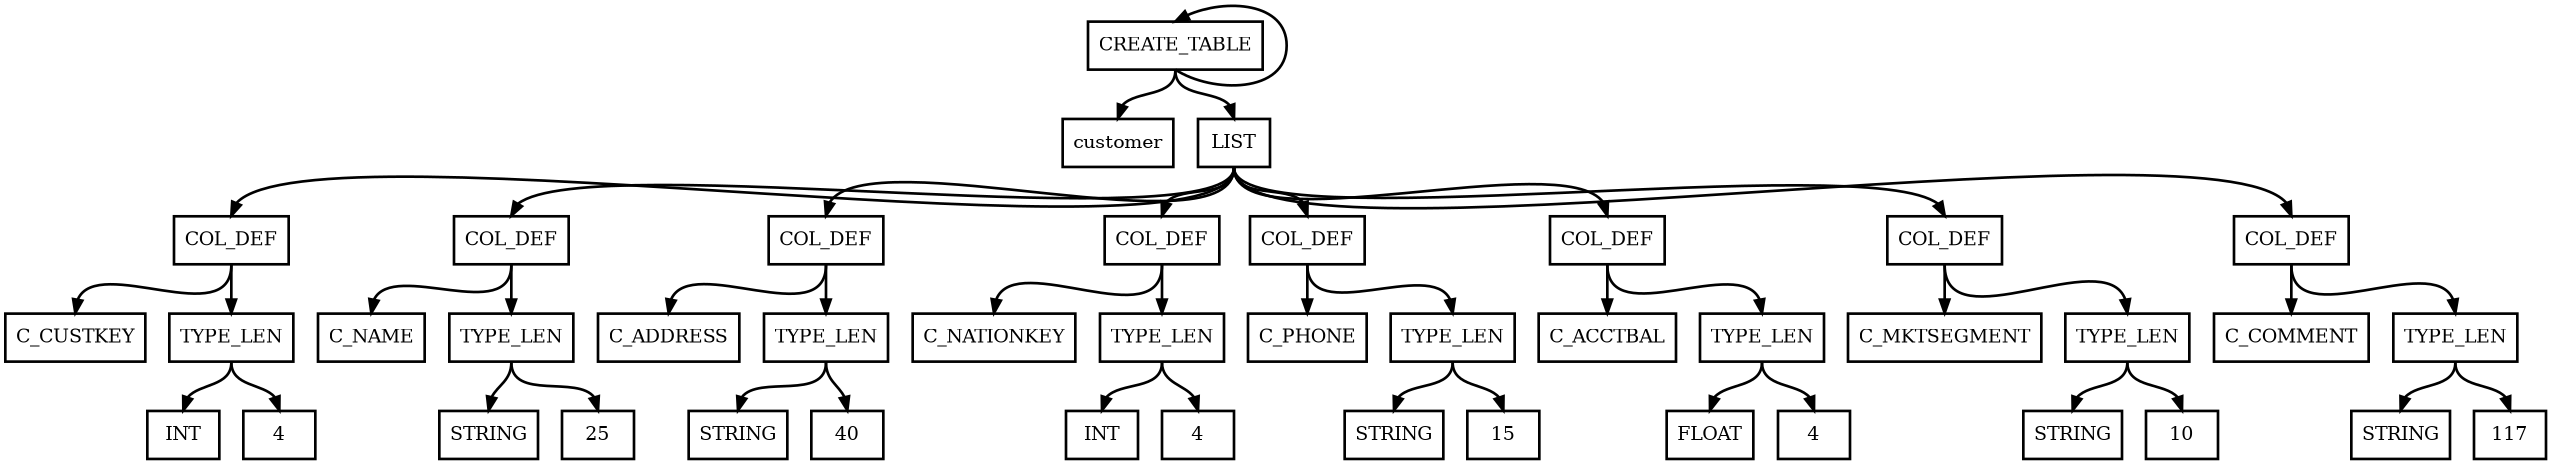 CREATE_TABLE
customer
LIST
COL_DEF
COL_DEF
COL_DEF
COL_DEF
COL_DEF
COL_DEF
COL_DEF
COL_DEF
C_CUSTKEY
TYPE_LEN
C_NAME
TYPE_LEN
C_ADDRESS
TYPE_LEN
C_NATIONKEY
TYPE_LEN
C_PHONE
TYPE_LEN
C_ACCTBAL
TYPE_LEN
C_MKTSEGMENT
TYPE_LEN
C_COMMENT
TYPE_LEN
INT
4
STRING
25
STRING
40
INT
4
STRING
15
FLOAT
4
STRING
10
STRING
117